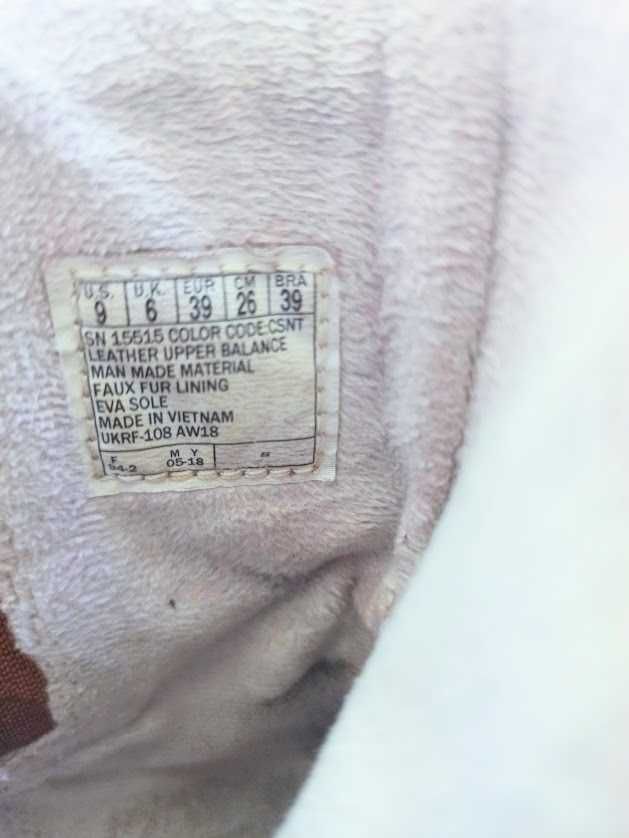 U.S. U.K. EUR CM BRA
9 6 39 26 39
SN 15515 COLOR CODE:CSNT
LEATHER UPPER BALANCE
MAN MADE MATERIAL
FAUX FUR LINING
EVA SOLE
MADE IN VIETNAM
UKRF-108 AW18
F M Y
94-2 05-18